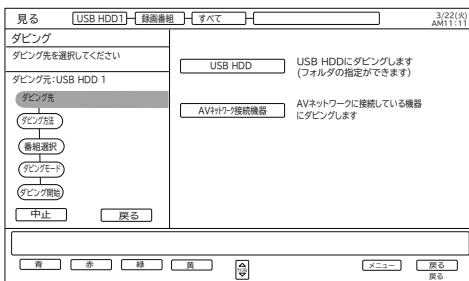 見る USB HDD1 録画番組 すべて 3/22(火)
AM11:11
ダビング
ダビング先を選択してください
ダビング元:USB HDD 1
ダビング先
ダビング方法
番組選択
ダビングモード
ダビング開始
中止 戻る
USB HDD USB HDDにダビングします
(フォルダの指定ができます)
AVネットワーク接続機器 AVネットワークに接続している機器
にダビングします
青 赤 緑 黄 メニュー 戻る
戻る